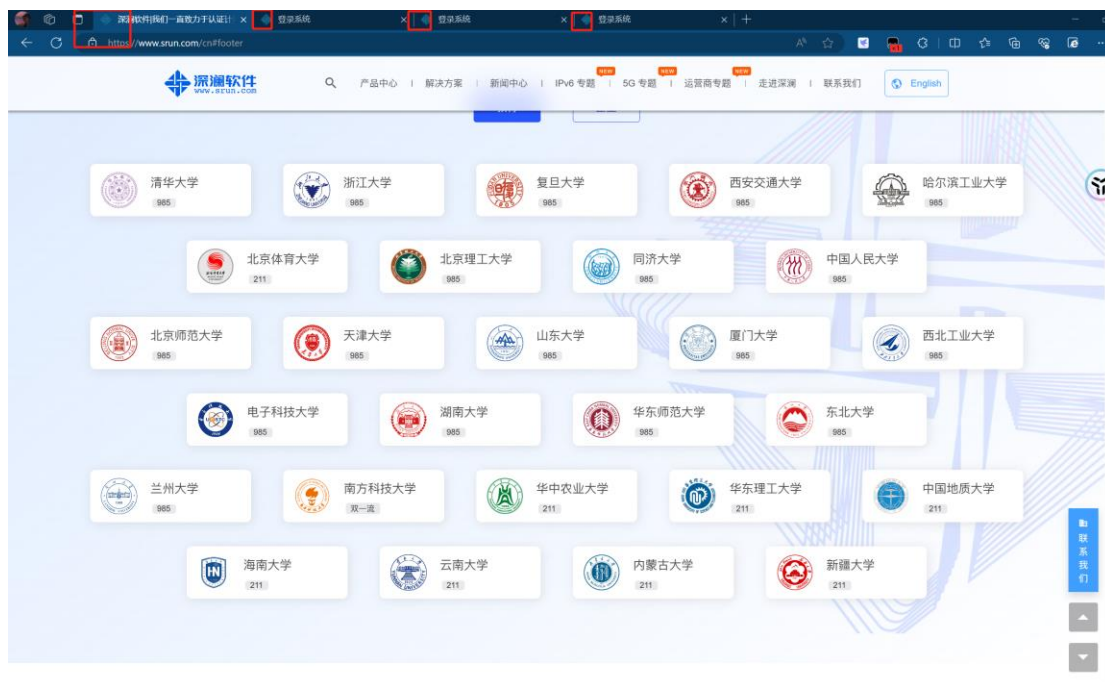 深澜软件|我们一直致力于认证计 登录系统 登录系统 登录系统
https://www.srun.com/cn#footer
深澜软件
www.srun.com
产品中心 | 解决方案 | 新闻中心 | IPv6 专题 NEW | 5G 专题 NEW | 运营商专题 NEW | 走进深澜 | 联系我们 English
清华大学 浙江大学 复旦大学 西安交通大学 哈尔滨工业大学
985 985 985 985 985
北京体育大学 北京理工大学 同济大学 中国人民大学
211 985 985 985
北京师范大学 天津大学 山东大学 厦门大学 西北工业大学
985 985 985 985 985
电子科技大学 湖南大学 华东师范大学 东北大学
985 985 985 985
兰州大学 南方科技大学 华中农业大学 华东理工大学 中国地质大学
985 双一流 211 211 211
海南大学 云南大学 内蒙古大学 新疆大学
211 211 211 211
联系我们